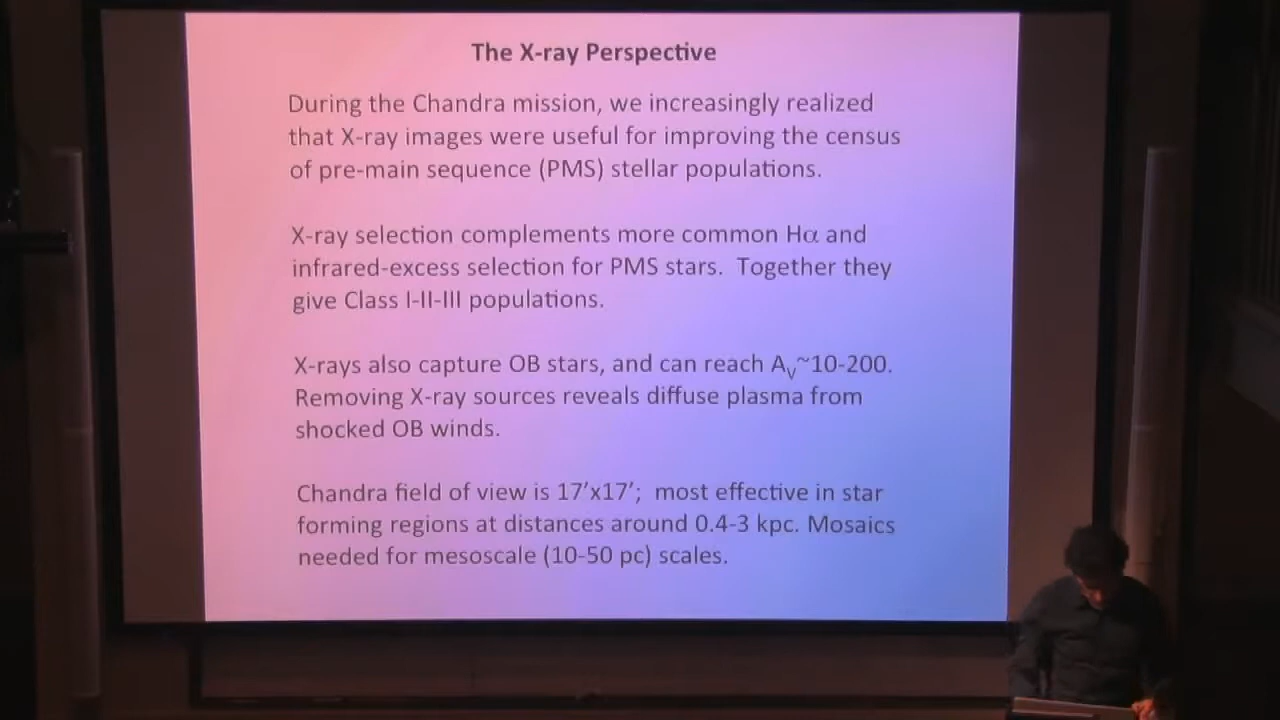 The X-ray Perspective
During the Chandra mission, we increasingly realized
that X-ray images were useful for improving the census
of pre-main sequence (PMS) stellar populations.
X-ray selection complements more common Hα and
infrared-excess selection for PMS stars.  Together they
give Class I-II-III populations.
X-rays also capture OB stars, and can reach Aᵥ~10-200.
Removing X-ray sources reveals diffuse plasma from
shocked OB winds.
Chandra field of view is 17’x17’;  most effective in star
forming regions at distances around 0.4-3 kpc. Mosaics
needed for mesoscale (10-50 pc) scales.